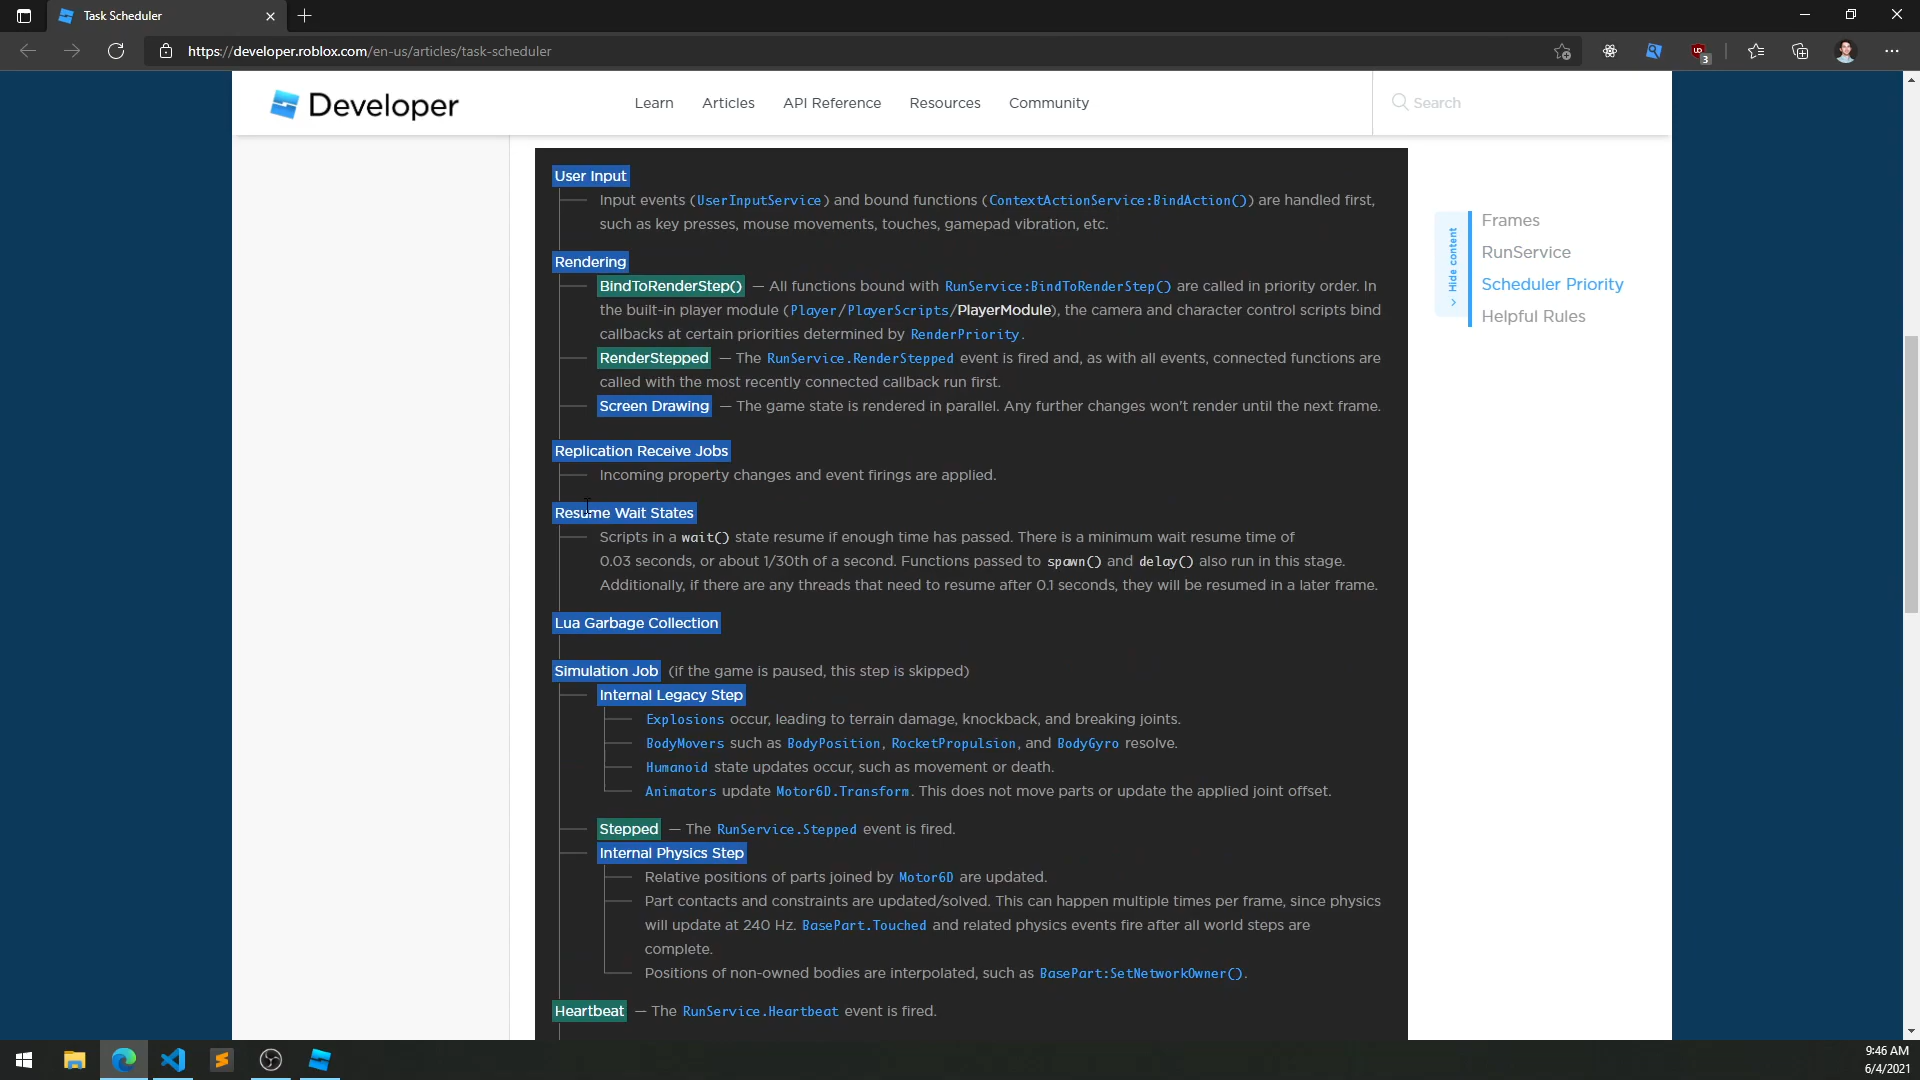 Task Scheduler
https://developer.roblox.com/en-us/articles/task-scheduler
3
Developer
Learn
Articles
API Reference
Resources
Community
Search
User Input
Input events (UserInputService) and bound functions (ContextActionService:BindAction()) are handled first,
such as key presses, mouse movements, touches, gamepad vibration, etc.
Rendering
BindToRenderStep() — All functions bound with RunService:BindToRenderStep() are called in priority order. In
the built-in player module (Player/PlayerScripts/PlayerModule), the camera and character control scripts bind
callbacks at certain priorities determined by RenderPriority.
RenderStepped — The RunService.RenderStepped event is fired and, as with all events, connected functions are
called with the most recently connected callback run first.
Screen Drawing — The game state is rendered in parallel. Any further changes won't render until the next frame.
Replication Receive Jobs
Incoming property changes and event firings are applied.
Resume Wait States
Scripts in a wait() state resume if enough time has passed. There is a minimum wait resume time of
0.03 seconds, or about 1/30th of a second. Functions passed to spawn() and delay() also run in this stage.
Additionally, if there are any threads that need to resume after 0.1 seconds, they will be resumed in a later frame.
Lua Garbage Collection
Simulation Job (if the game is paused, this step is skipped)
Internal Legacy Step
Explosions occur, leading to terrain damage, knockback, and breaking joints.
BodyMovers such as BodyPosition, RocketPropulsion, and BodyGyro resolve.
Humanoid state updates occur, such as movement or death.
Animators update Motor6D.Transform. This does not move parts or update the applied joint offset.
Stepped — The RunService.Stepped event is fired.
Internal Physics Step
Relative positions of parts joined by Motor6D are updated.
Part contacts and constraints are updated/solved. This can happen multiple times per frame, since physics
will update at 240 Hz. BasePart.Touched and related physics events fire after all world steps are
complete.
Positions of non-owned bodies are interpolated, such as BasePart:SetNetworkOwner().
Heartbeat — The RunService.Heartbeat event is fired.
Hide content
Frames
RunService
Scheduler Priority
Helpful Rules
9:46 AM
6/4/2021